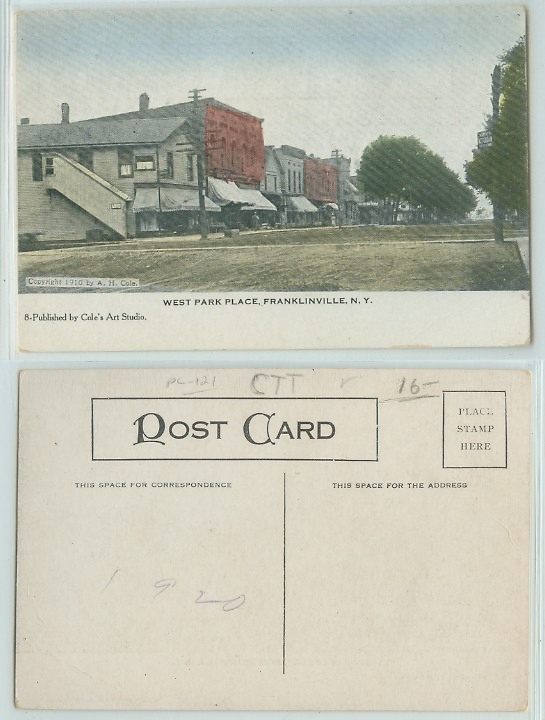 Copyright 1910 by A. H. Cole.
WEST PARK PLACE, FRANKLINVILLE, N. Y.
8-Published by Cole's Art Studio.
PC-121 CTT 16-
POST CARD
PLACE
STAMP
HERE
THIS SPACE FOR CORRESPONDENCE
THIS SPACE FOR THE ADDRESS
1920